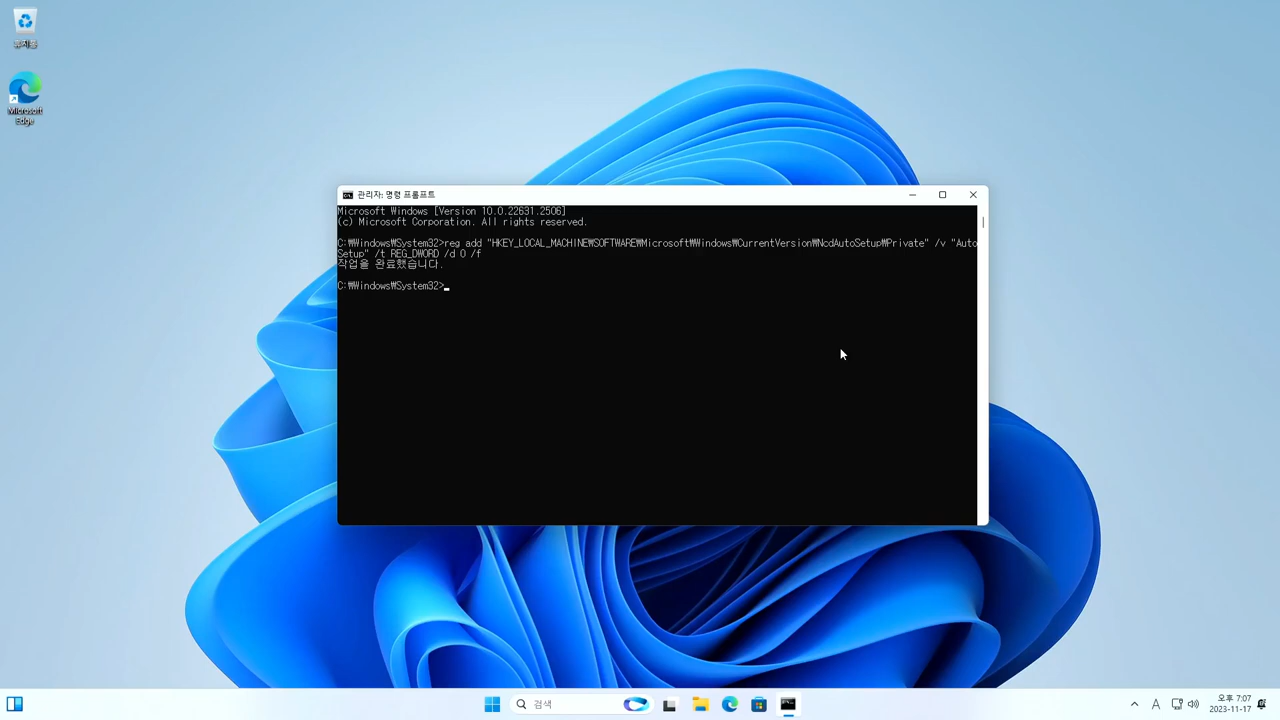 휴지통
Microsoft
Edge
관리자: 명령 프롬프트
Microsoft Windows [Version 10.0.22631.2506]
(c) Microsoft Corporation. All rights reserved.
C:₩Windows₩System32>reg add "HKEY_LOCAL_MACHINE₩SOFTWARE₩Microsoft₩Windows₩CurrentVersion₩NcdAutoSetup₩Private" /v "Auto
Setup" /t REG_DWORD /d 0 /f
작업을 완료했습니다.
C:₩Windows₩System32>
검색
A
오후 7:07
2023-11-17